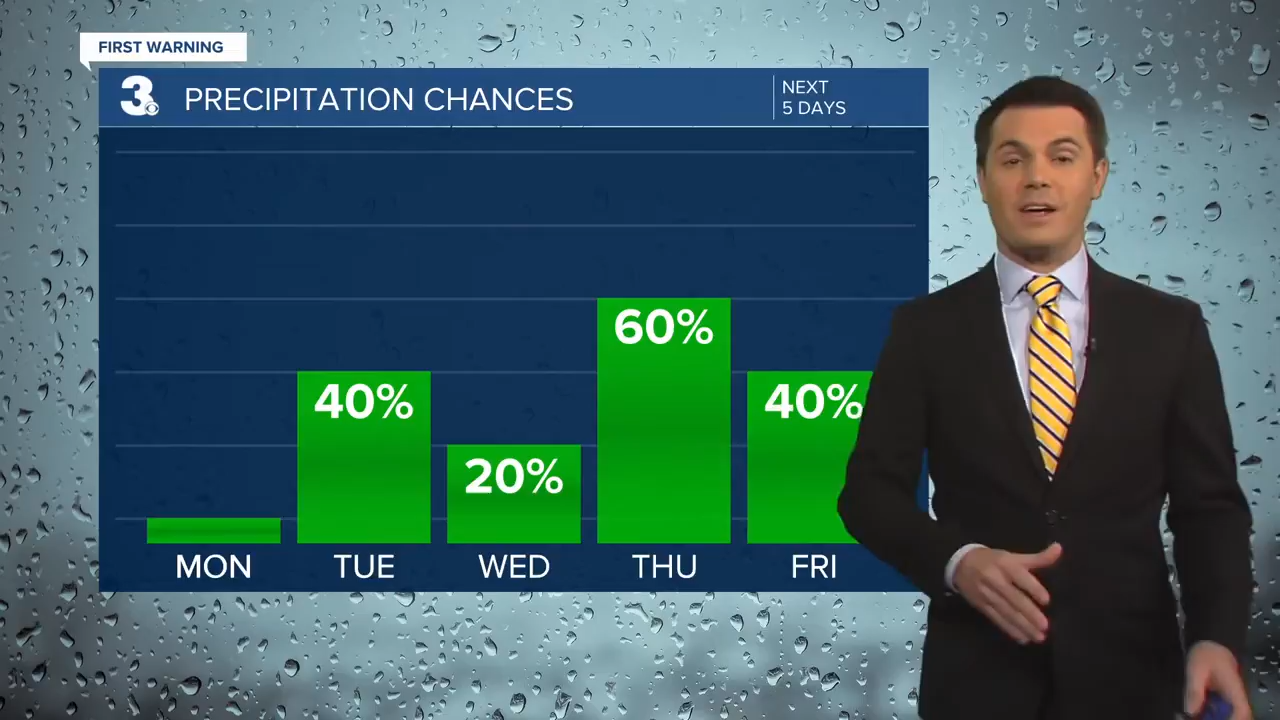 FIRST WARNING
3
PRECIPITATION CHANCES
NEXT
5 DAYS
60%
40%
40%
20%
MON
TUE
WED
THU
FRI